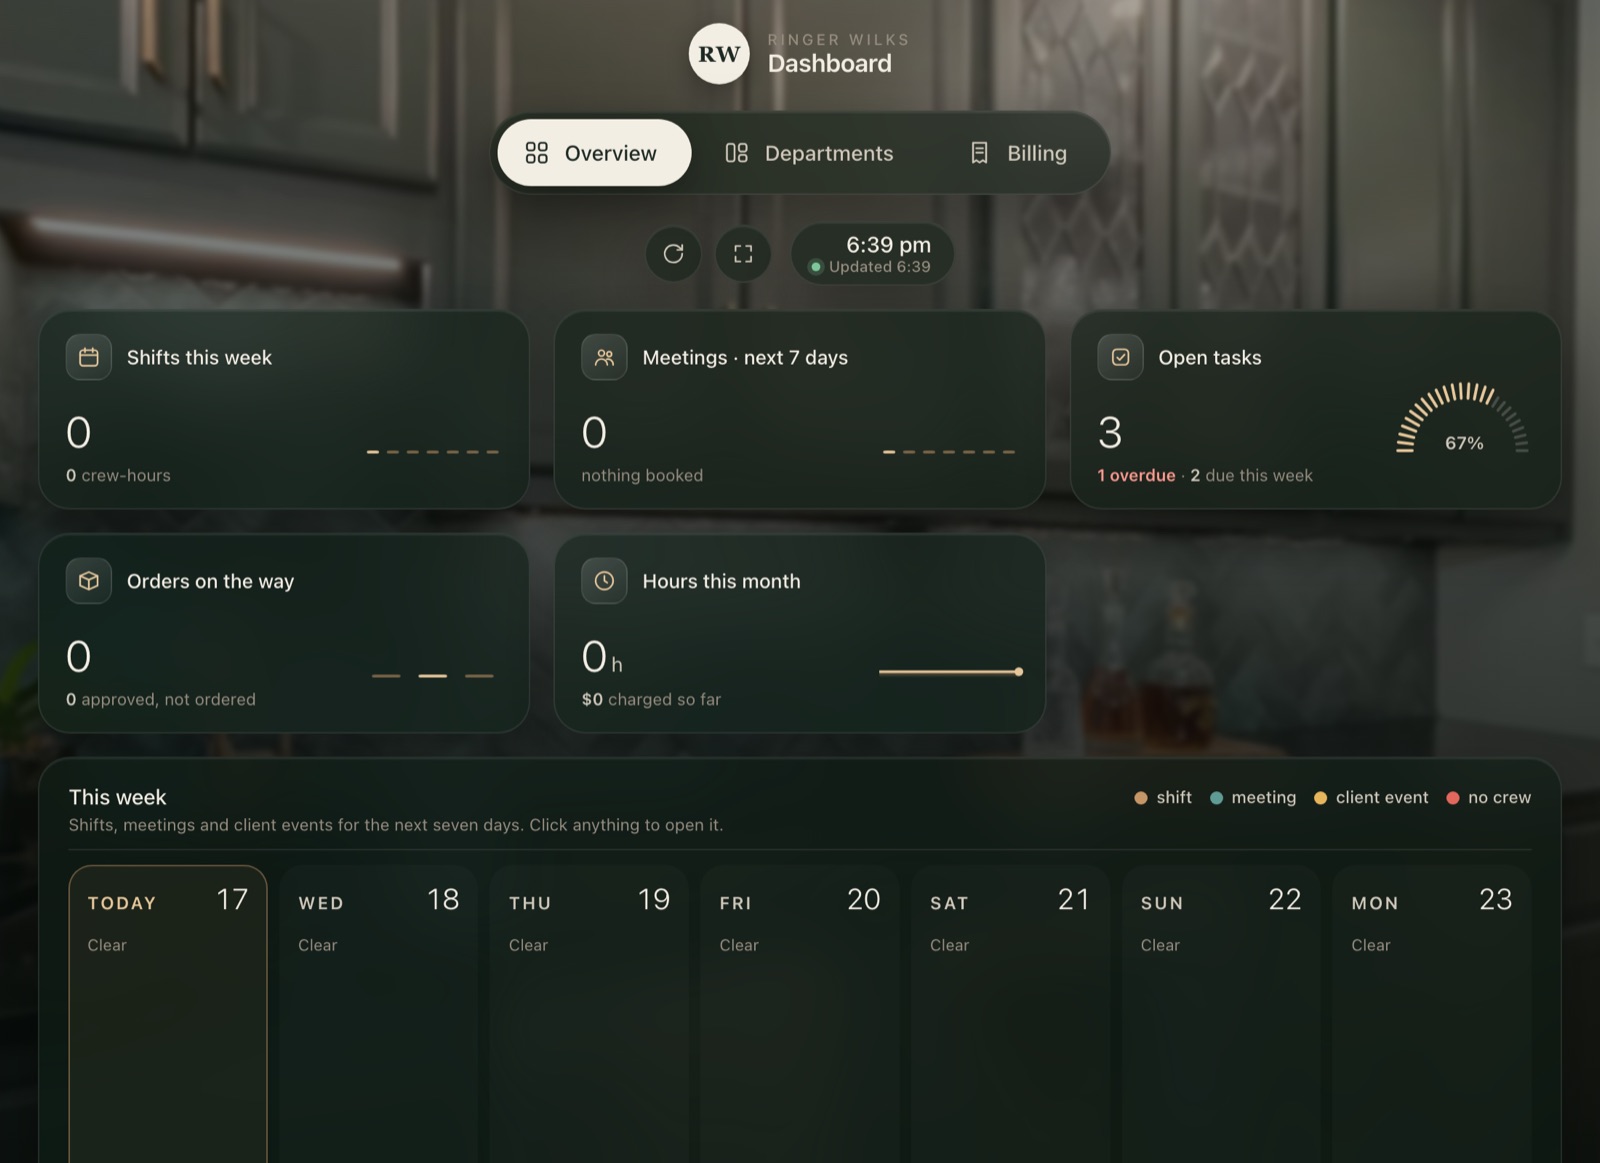 RW
RINGER WILKS
Dashboard
Overview
Departments
Billing
6:39 pm
Updated 6:39
Shifts this week
0
0 crew-hours
Meetings · next 7 days
0
nothing booked
Open tasks
3
67%
1 overdue · 2 due this week
Orders on the way
0
0 approved, not ordered
Hours this month
0 h
$0 charged so far
This week
shift
meeting
client event
no crew
Shifts, meetings and client events for the next seven days. Click anything to open it.
TODAY 17
Clear
WED 18
Clear
THU 19
Clear
FRI 20
Clear
SAT 21
Clear
SUN 22
Clear
MON 23
Clear